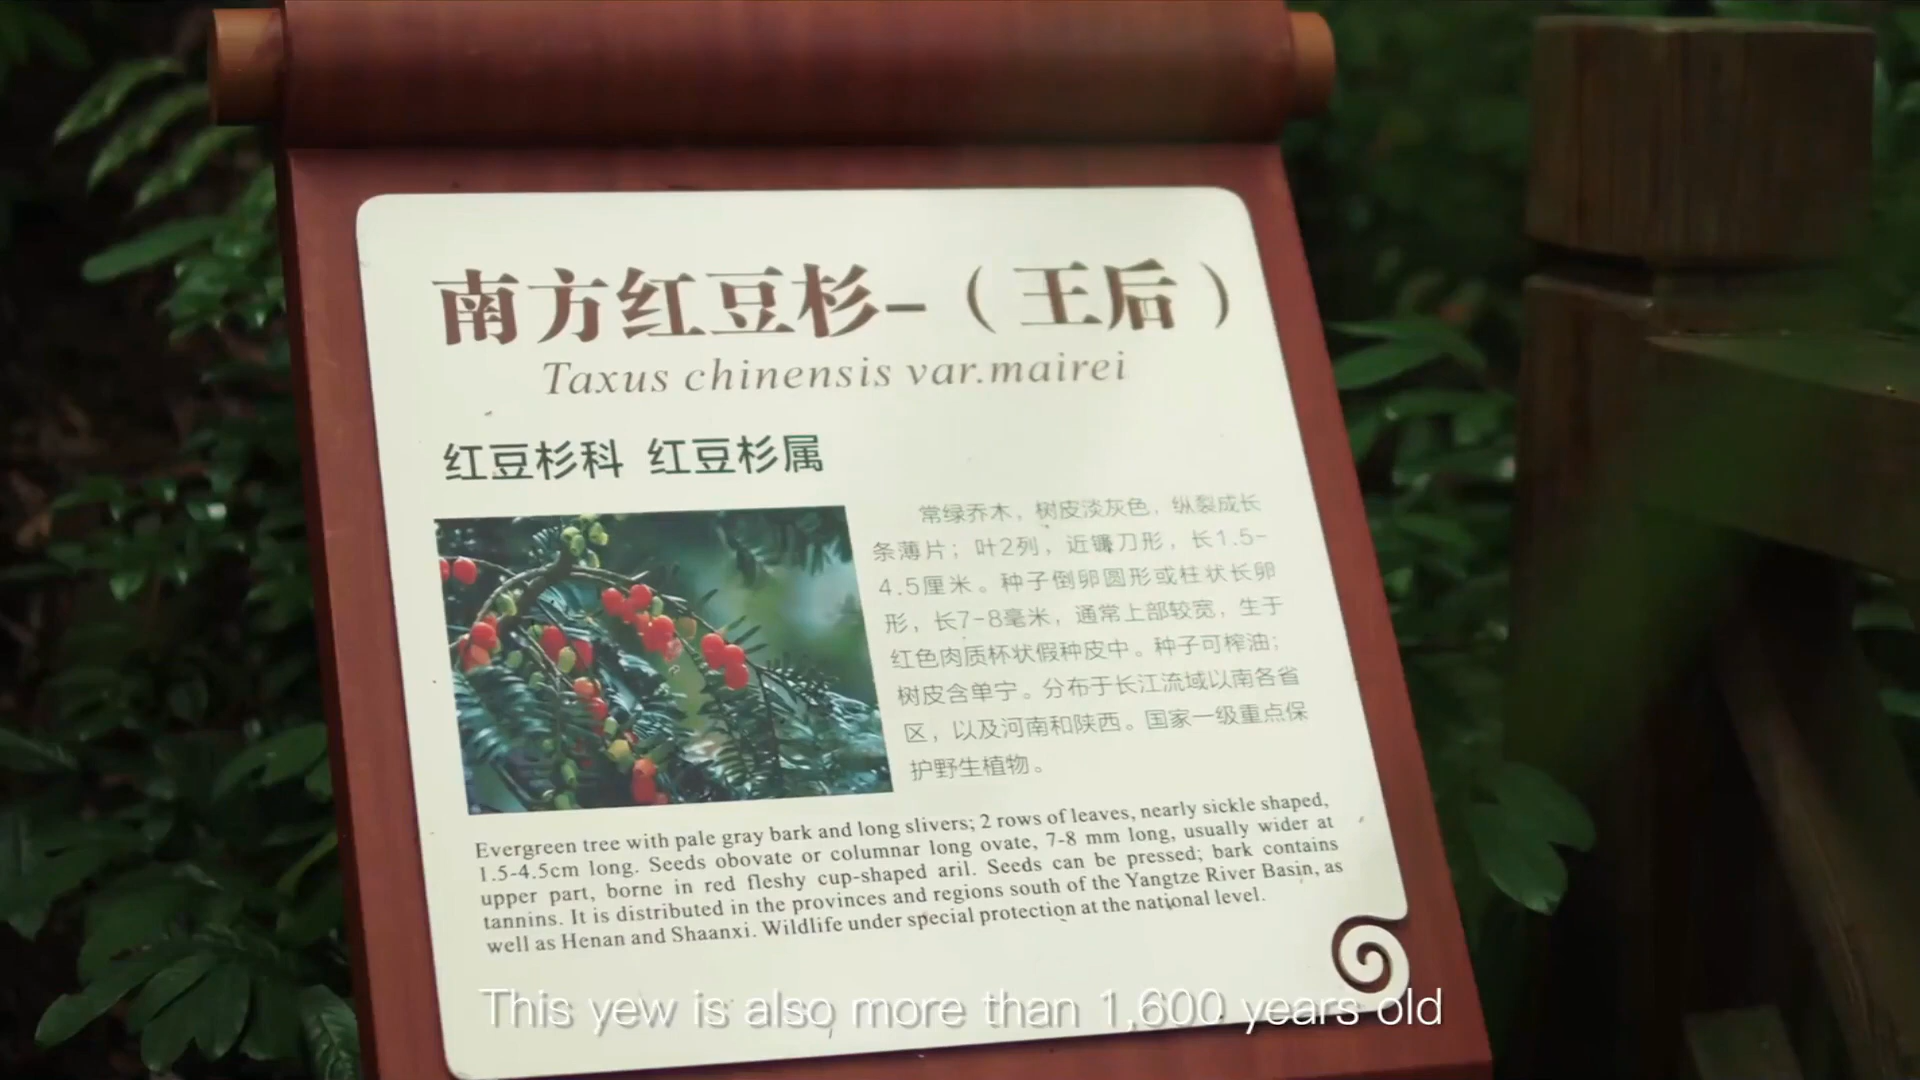 南方红豆杉-（王后）
Taxus chinensis var.mairei
红豆杉科 红豆杉属
常绿乔木，树皮淡灰色，纵裂成长
条薄片；叶2列，近镰刀形，长1.5-
4.5厘米。种子倒卵圆形或柱状长卵
形，长7-8毫米，通常上部较宽，生于
红色肉质杯状假种皮中。种子可榨油；
树皮含单宁。分布于长江流域以南各省
区，以及河南和陕西。国家一级重点保
护野生植物。
Evergreen tree with pale gray bark and long slivers; 2 rows of leaves, nearly sickle shaped,
1.5-4.5cm long. Seeds obovate or columnar long ovate, 7-8 mm long, usually wider at
upper part, borne in red fleshy cup-shaped aril. Seeds can be pressed; bark contains
tannins. It is distributed in the provinces and regions south of the Yangtze River Basin, as
well as Henan and Shaanxi. Wildlife under special protection at the national level.
This yew is also more than 1,600 years old